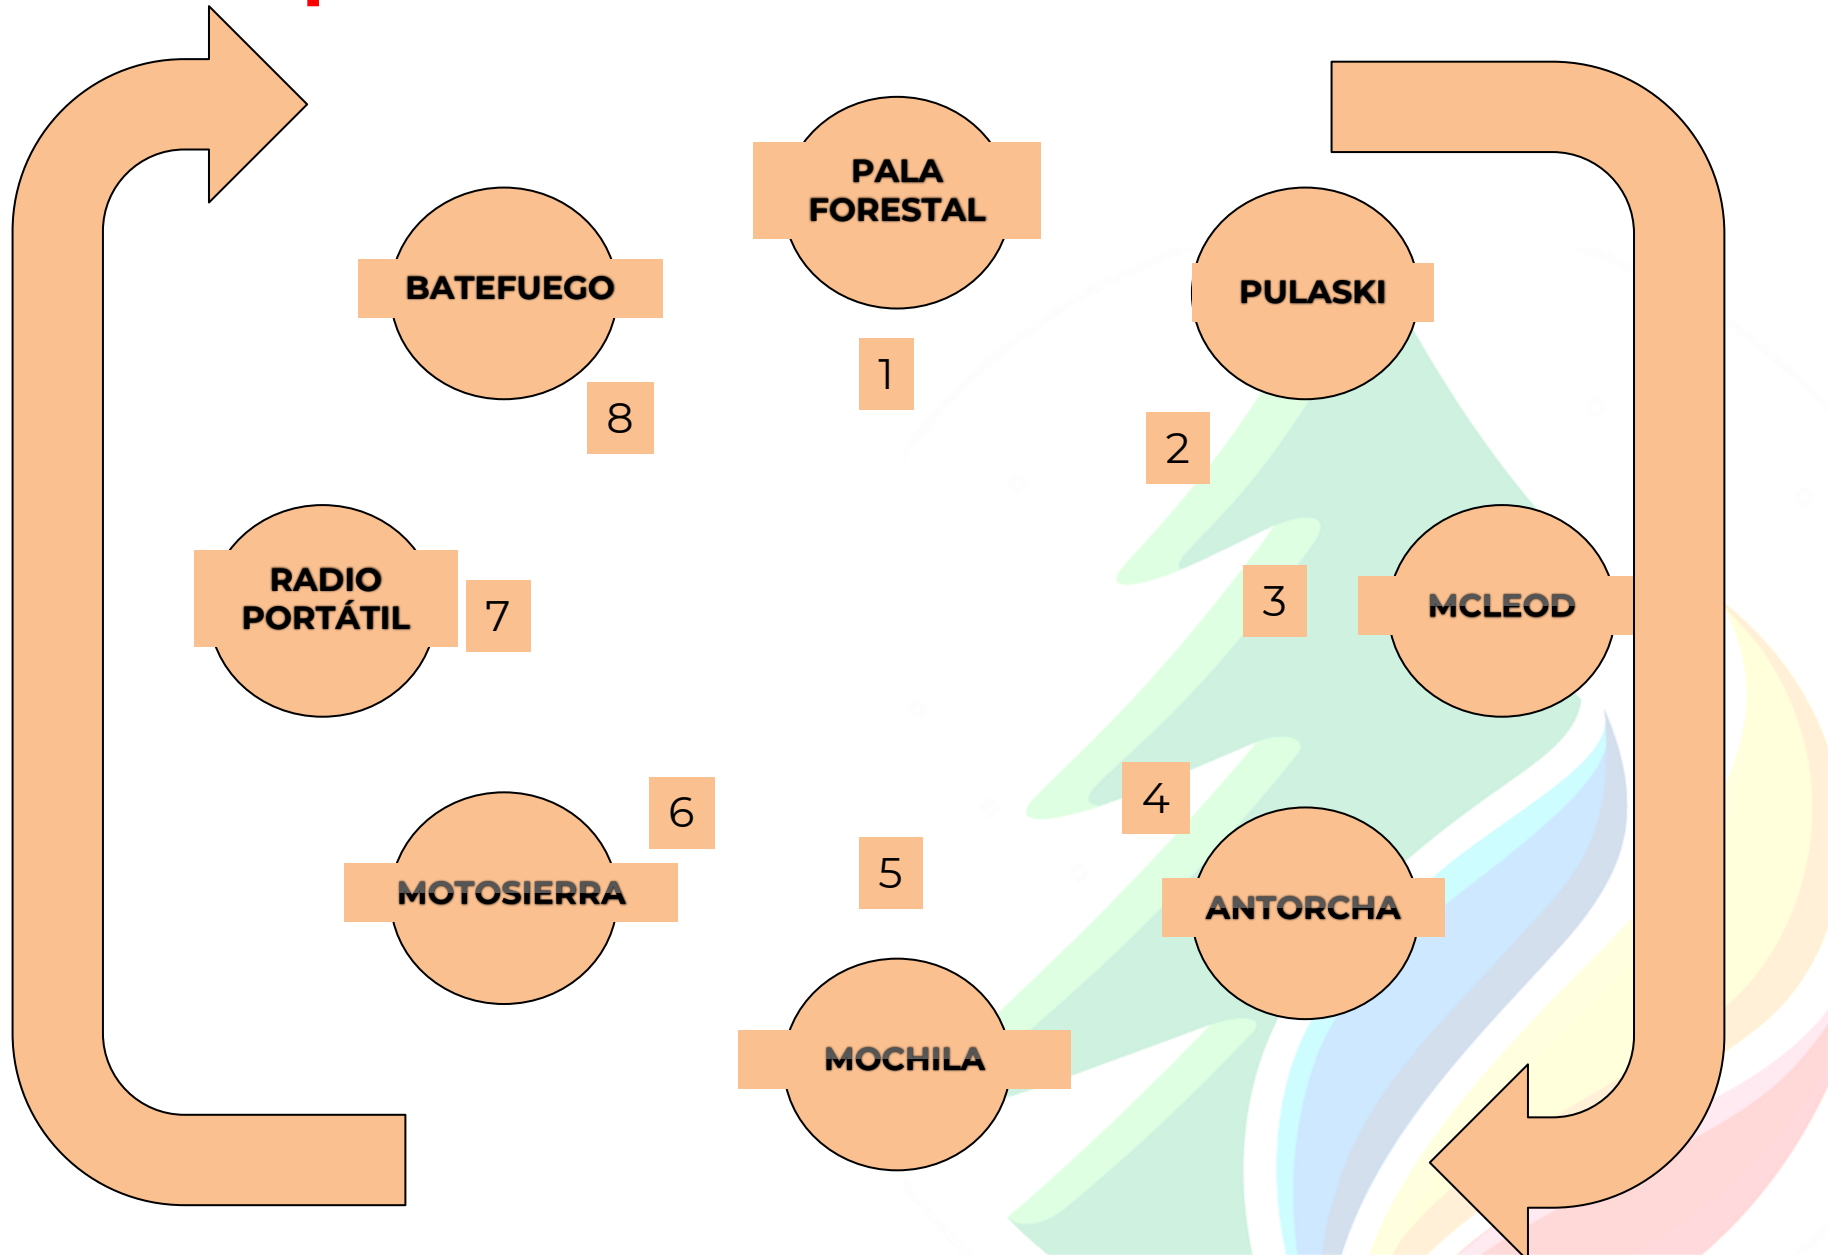 PALA
FORESTAL
1
PULASKI
2
MCLEOD
3
ANTORCHA
4
MOCHILA
5
MOTOSIERRA
6
RADIO
PORTÁTIL
7
BATEFUEGO
8